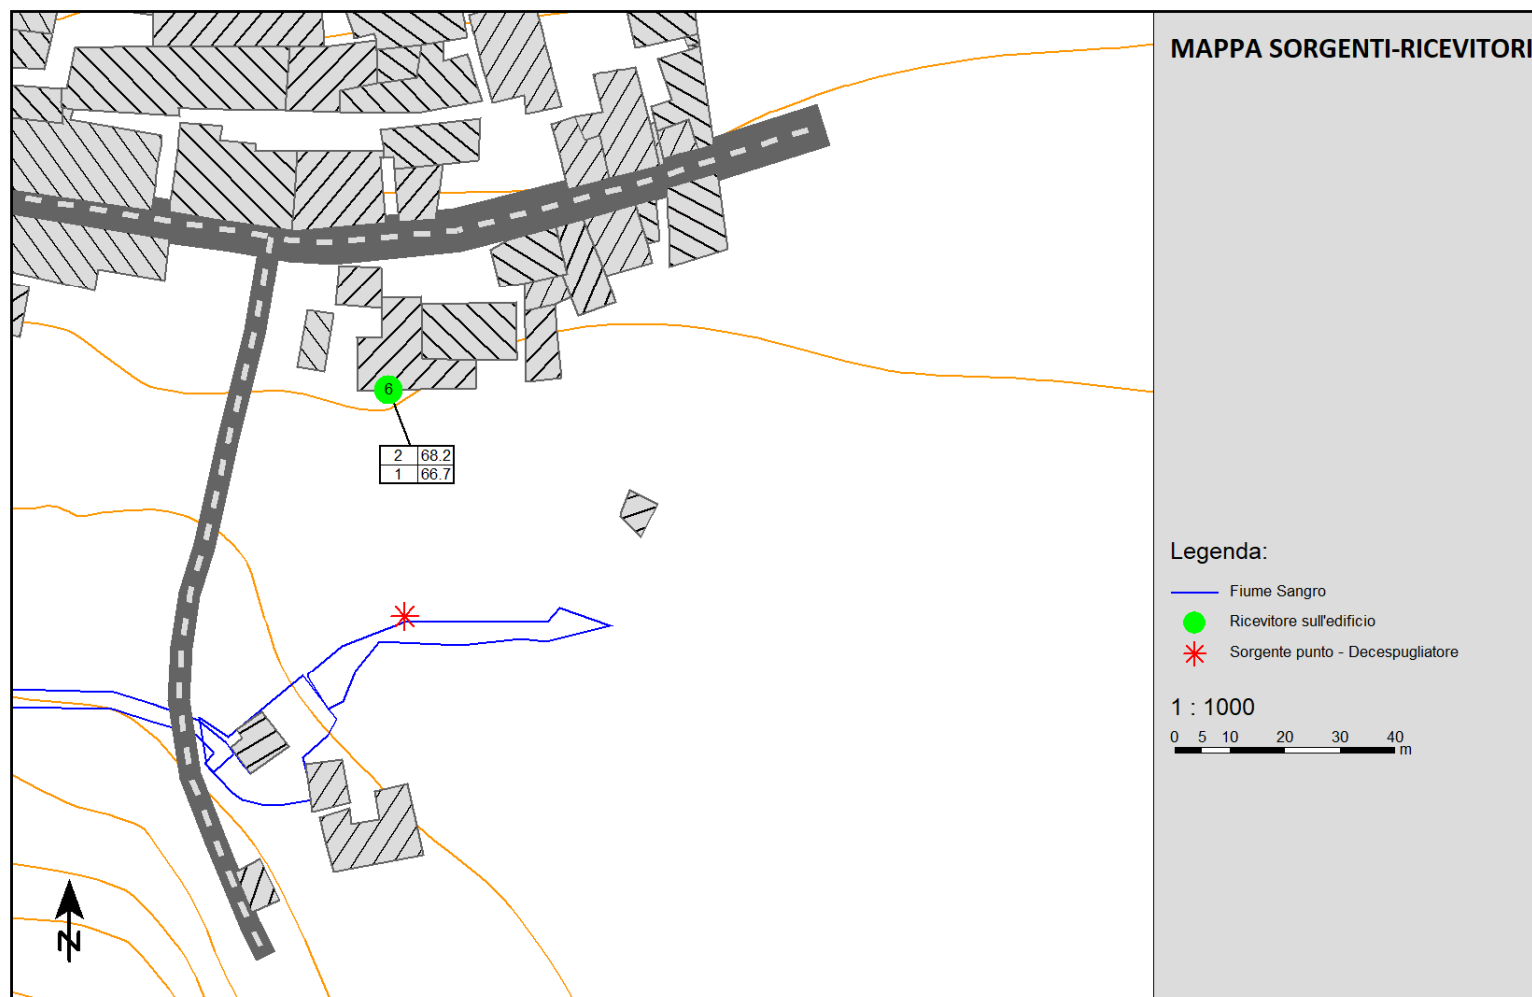 MAPPA SORGENTI-RICEVITORI
6
2 68.2
1 66.7
Legenda:
Fiume Sangro
Ricevitore sull'edificio
Sorgente punto - Decespugliatore
1 : 1000
0 5 10 20 30 40
m
N